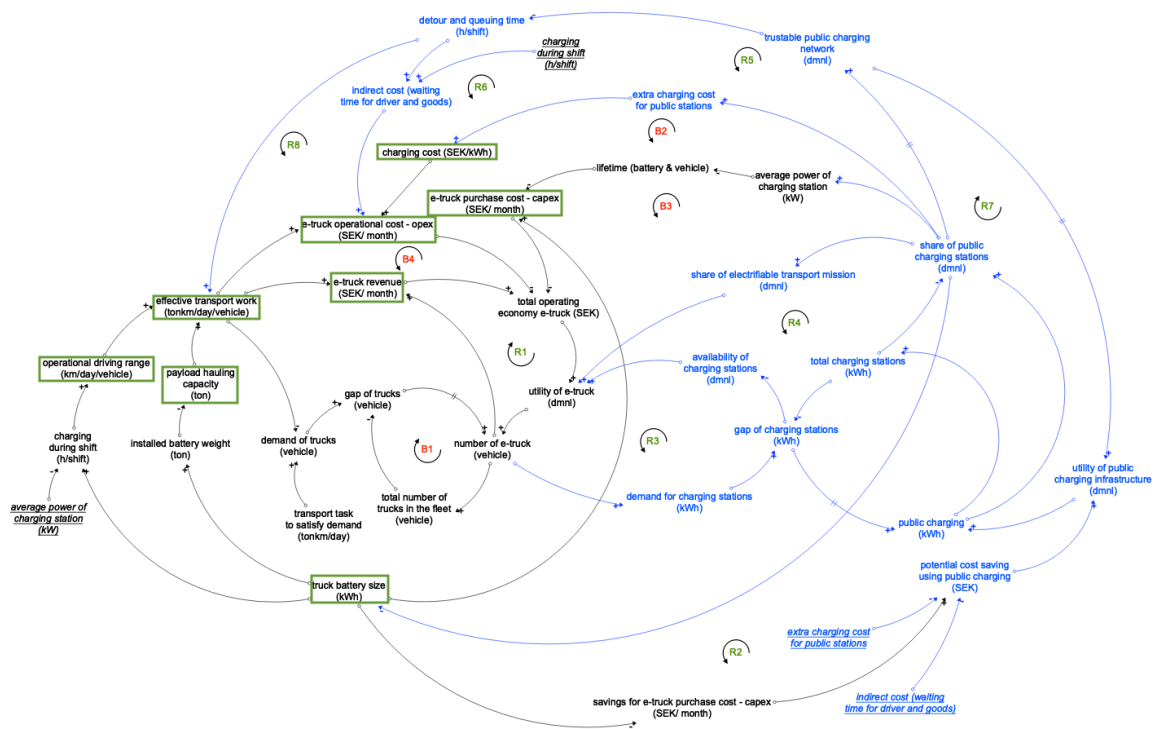 detour and queuing time
(h/shift)
charging
during shift
(h/shift)
trustable public charging
network
(dmnl)
R5
R6
indirect cost (waiting
time for driver and goods)
extra charging cost
for public stations
R8
B2
charging cost (SEK/kWh)
lifetime (battery & vehicle)
average power of
charging station
(kW)
e-truck purchase cost - capex
(SEK/ month)
B3
R7
e-truck operational cost - opex
(SEK/ month)
share of public
charging stations
(dmnl)
B4
e-truck revenue
(SEK/ month)
share of electrifiable transport mission
(dmnl)
effective transport work
(tonkm/day/vehicle)
total operating
economy e-truck (SEK)
R4
R1
operational driving range
(km/day/vehicle)
payload hauling
capacity
(ton)
availability of
charging stations
(dmnl)
total charging stations
(kWh)
gap of trucks
(vehicle)
utility of e-truck
(dmnl)
charging
during shift
(h/shift)
installed battery weight
(ton)
demand of trucks
(vehicle)
B1
number of e-truck
(vehicle)
R3
gap of charging stations
(kWh)
utility of public
charging infrastructure
(dmnl)
average power of
charging station
(kW)
transport task
to satisfy demand
(tonkm/day)
total number of
trucks in the fleet
(vehicle)
demand for charging stations
(kWh)
public charging
(kWh)
truck battery size
(kWh)
potential cost saving
using public charging
(SEK)
extra charging cost
for public stations
R2
indirect cost (waiting
time for driver and goods)
savings for e-truck purchase cost - capex
(SEK/ month)